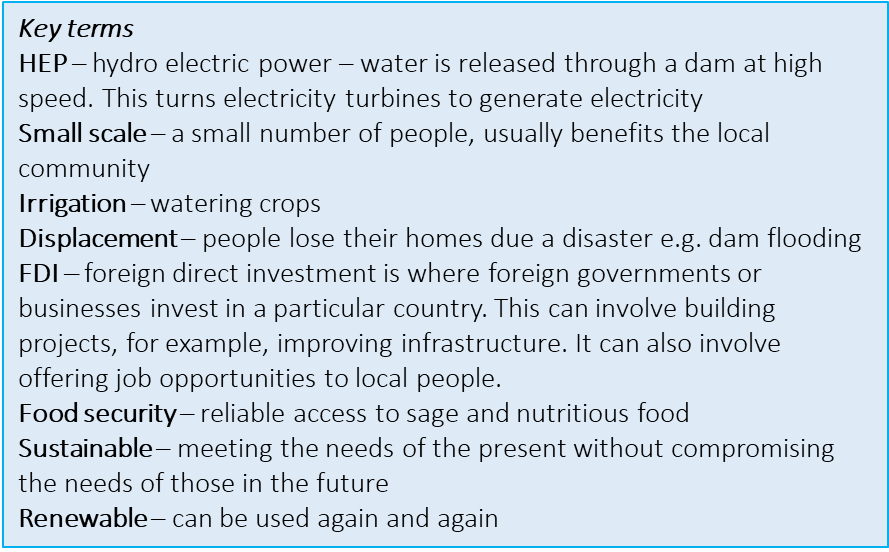 Key terms
HEP – hydro electric power – water is released through a dam at high
speed. This turns electricity turbines to generate electricity
Small scale – a small number of people, usually benefits the local
community
Irrigation – watering crops
Displacement – people lose their homes due a disaster e.g. dam flooding
FDI – foreign direct investment is where foreign governments or
businesses invest in a particular country. This can involve building
projects, for example, improving infrastructure. It can also involve
offering job opportunities to local people.
Food security – reliable access to sage and nutritious food
Sustainable – meeting the needs of the present without compromising
the needs of those in the future
Renewable – can be used again and again